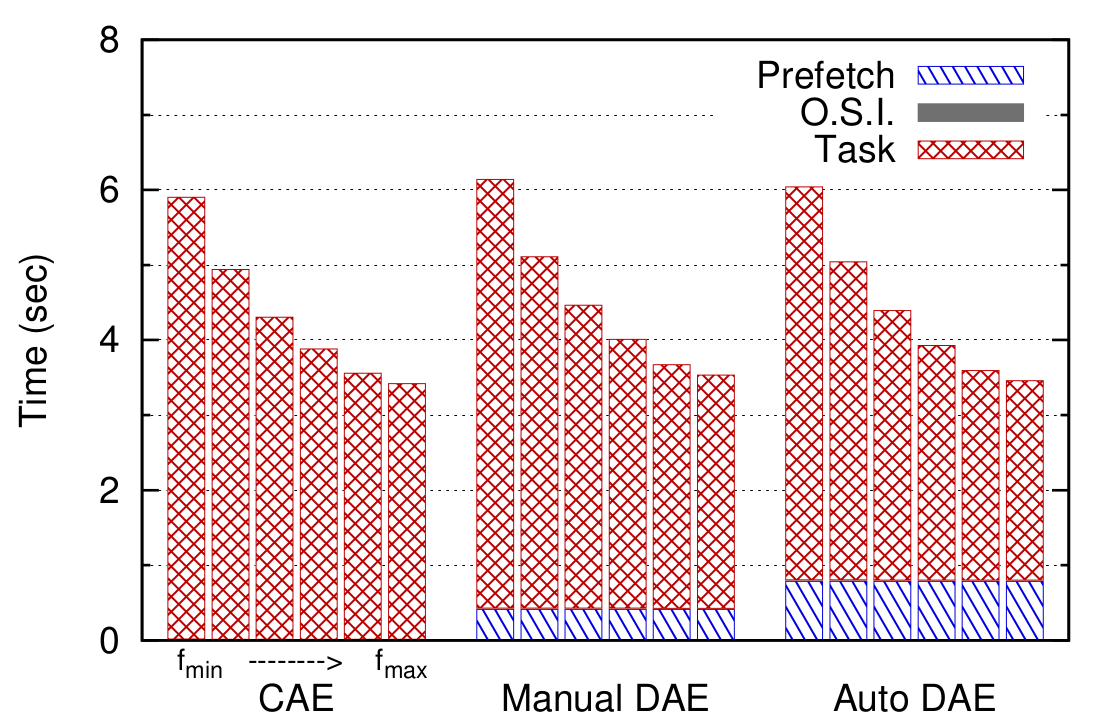 8
6
4
2
0
Time (sec)
Prefetch
O.S.I.
Task
fmin --------> fmax
CAE Manual DAE Auto DAE